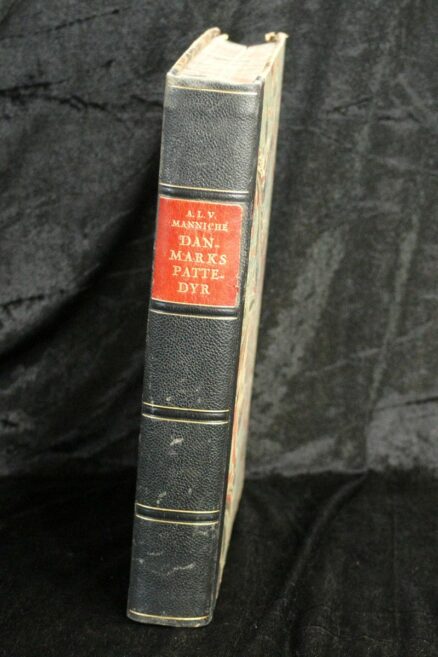 A. L. V.
MANNICHE
DAN-
MARKS
PATTE-
DYR